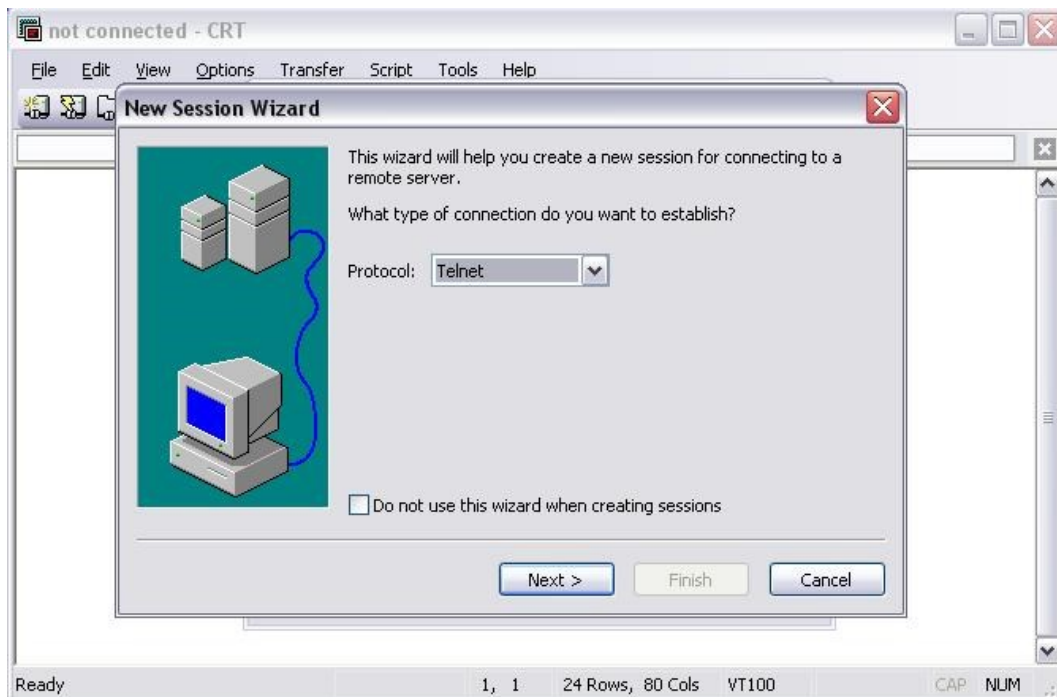 not connected - CRT
File Edit View Options Transfer Script Tools Help
New Session Wizard
This wizard will help you create a new session for connecting to a
remote server.
What type of connection do you want to establish?
Protocol: Telnet
Do not use this wizard when creating sessions
Next > Finish Cancel
Ready 1, 1 24 Rows, 80 Cols VT100 CAP NUM